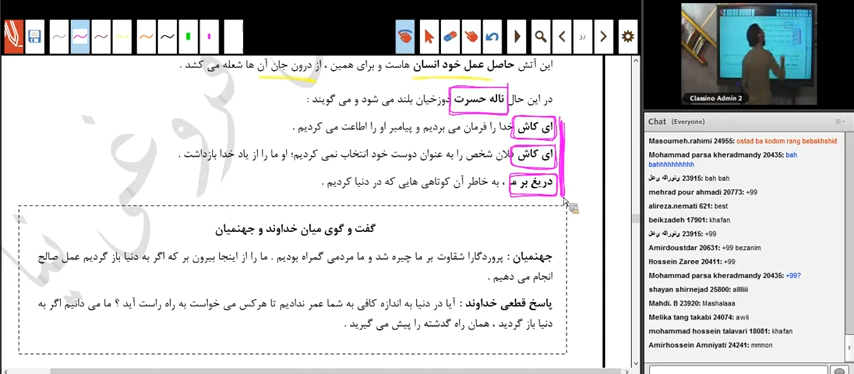 این آتش حاصل عمل خود انسان هاست و برای همین ، از درون جان آن ها شعله می کشد .
در این حال ناله حسرت دوزخیان بلند می شود و می گویند :
ای کاش خدا را فرمان می بردیم و پیامبر او را اطاعت می کردیم .
ای کاش فلان شخص را به عنوان دوست خود انتخاب نمی کردیم؛ او ما را از یاد خدا بازداشت .
دریغ بر ما ، به خاطر آن کوتاهی هایی که در دنیا کردیم .
گفت و گوی میان خداوند و جهنمیان
جهنمیان : پروردگارا شقاوت بر ما چیره شد و ما مردمی گمراه بودیم . ما را از اینجا بیرون بر که اگر به دنیا باز گردیم عمل صالح
انجام می دهیم .
پاسخ قطعی خداوند : آیا در دنیا به اندازه کافی به شما عمر ندادیم تا هرکس می خواست به راه راست آید ؟ ما می دانیم اگر به
دنیا باز گردید ، همان راه گذشته را پیش می گیرید .
Classino Admin 2
Chat (Everyone)
Masoumeh.rahimi 24955: ostad ba kodom rang bebakhshid
Mohammad parsa kheradmandy 20435: bah
bahhhhhhhhhh
23915: bah bah
mehrad pour ahmadi 20773: +99
alireza.nemati 621: best
beikzadeh 17901: khafan
23915: +99
Amirdoustdar 20631: +99 bezanim
Hossein Zaree 20411: +99
Mohammad parsa kheradmandy 20435: +99?
shayan shirnejad 25800: allliii
Mahdi. B 23920: Mashalaaa
Melika tang takabi 24074: awli
mohammad hossein talavari 18081: khafan
Amirhossein Amniyati 24241: mmnon